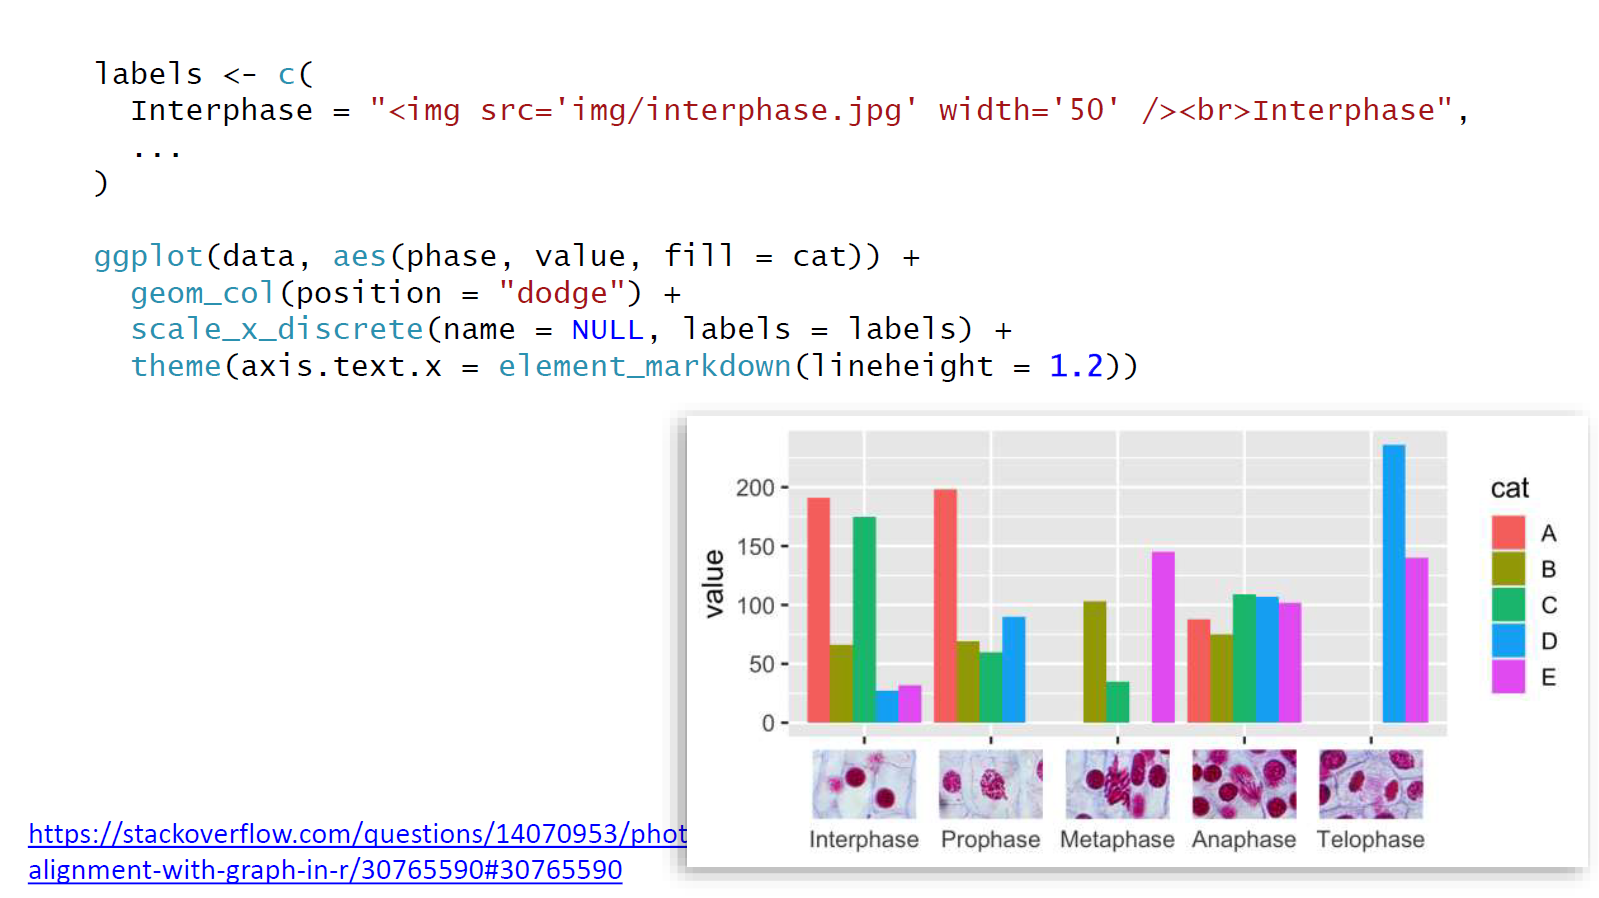 labels <- c(
  Interphase = "<img src='img/interphase.jpg' width='50' /><br>Interphase",
  ...
)
ggplot(data, aes(phase, value, fill = cat)) +
  geom_col(position = "dodge") +
  scale_x_discrete(name = NULL, labels = labels) +
  theme(axis.text.x = element_markdown(lineheight = 1.2))
cat
A
B
C
D
E
value
200
150
100
50
0
Interphase Prophase Metaphase Anaphase Telophase
https://stackoverflow.com/questions/14070953/phot
alignment-with-graph-in-r/30765590#30765590